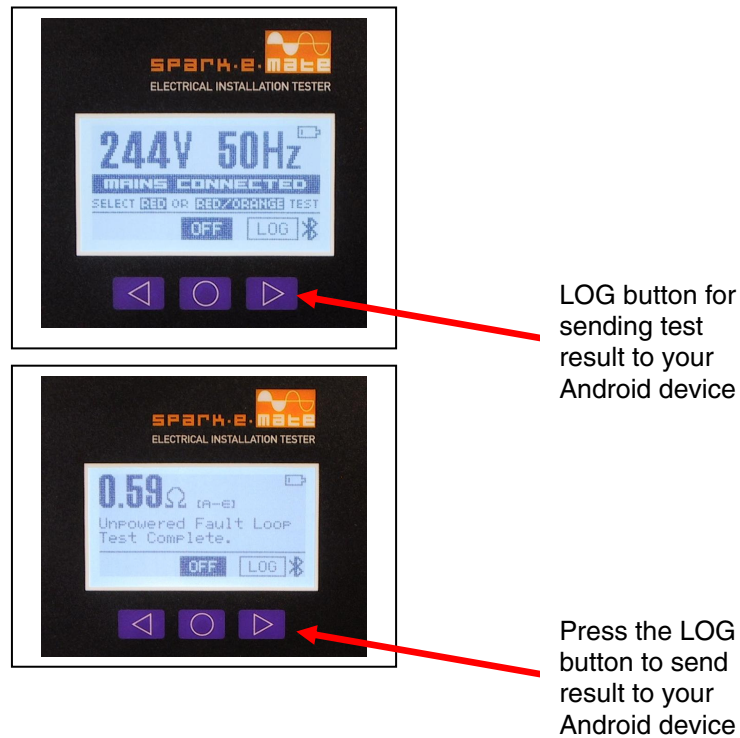 spark·e·mate
ELECTRICAL INSTALLATION TESTER
244V 50Hz
MAINS CONNECTED
SELECT RED OR RED/ORANGE TEST
OFF LOG
LOG button for
sending test
result to your
Android device
spark·e·mate
ELECTRICAL INSTALLATION TESTER
0.59Ω [A-E]
Unpowered Fault Loop
Test Complete.
OFF LOG
Press the LOG
button to send
result to your
Android device